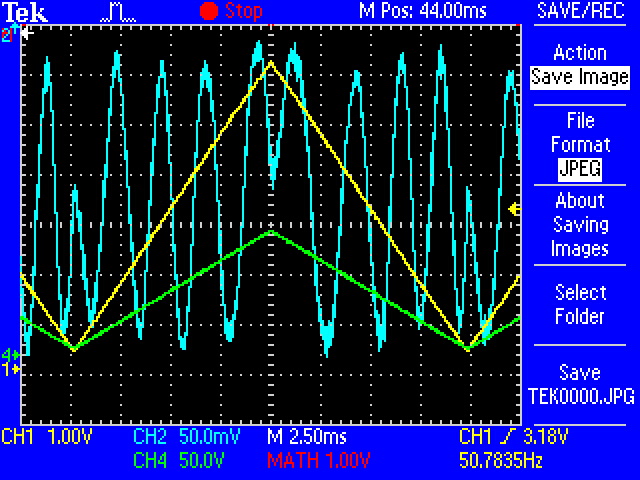 Tek Stop M Pos: 44.00ms SAVE/REC
Action
Save Image
File
Format
JPEG
About
Saving
Images
Select
Folder
Save
TEK0000.JPG
4
1
CH1 1.00V CH2 50.0mV M 2.50ms CH1 3.18V
CH4 50.0V MATH 1.00V 50.7835Hz